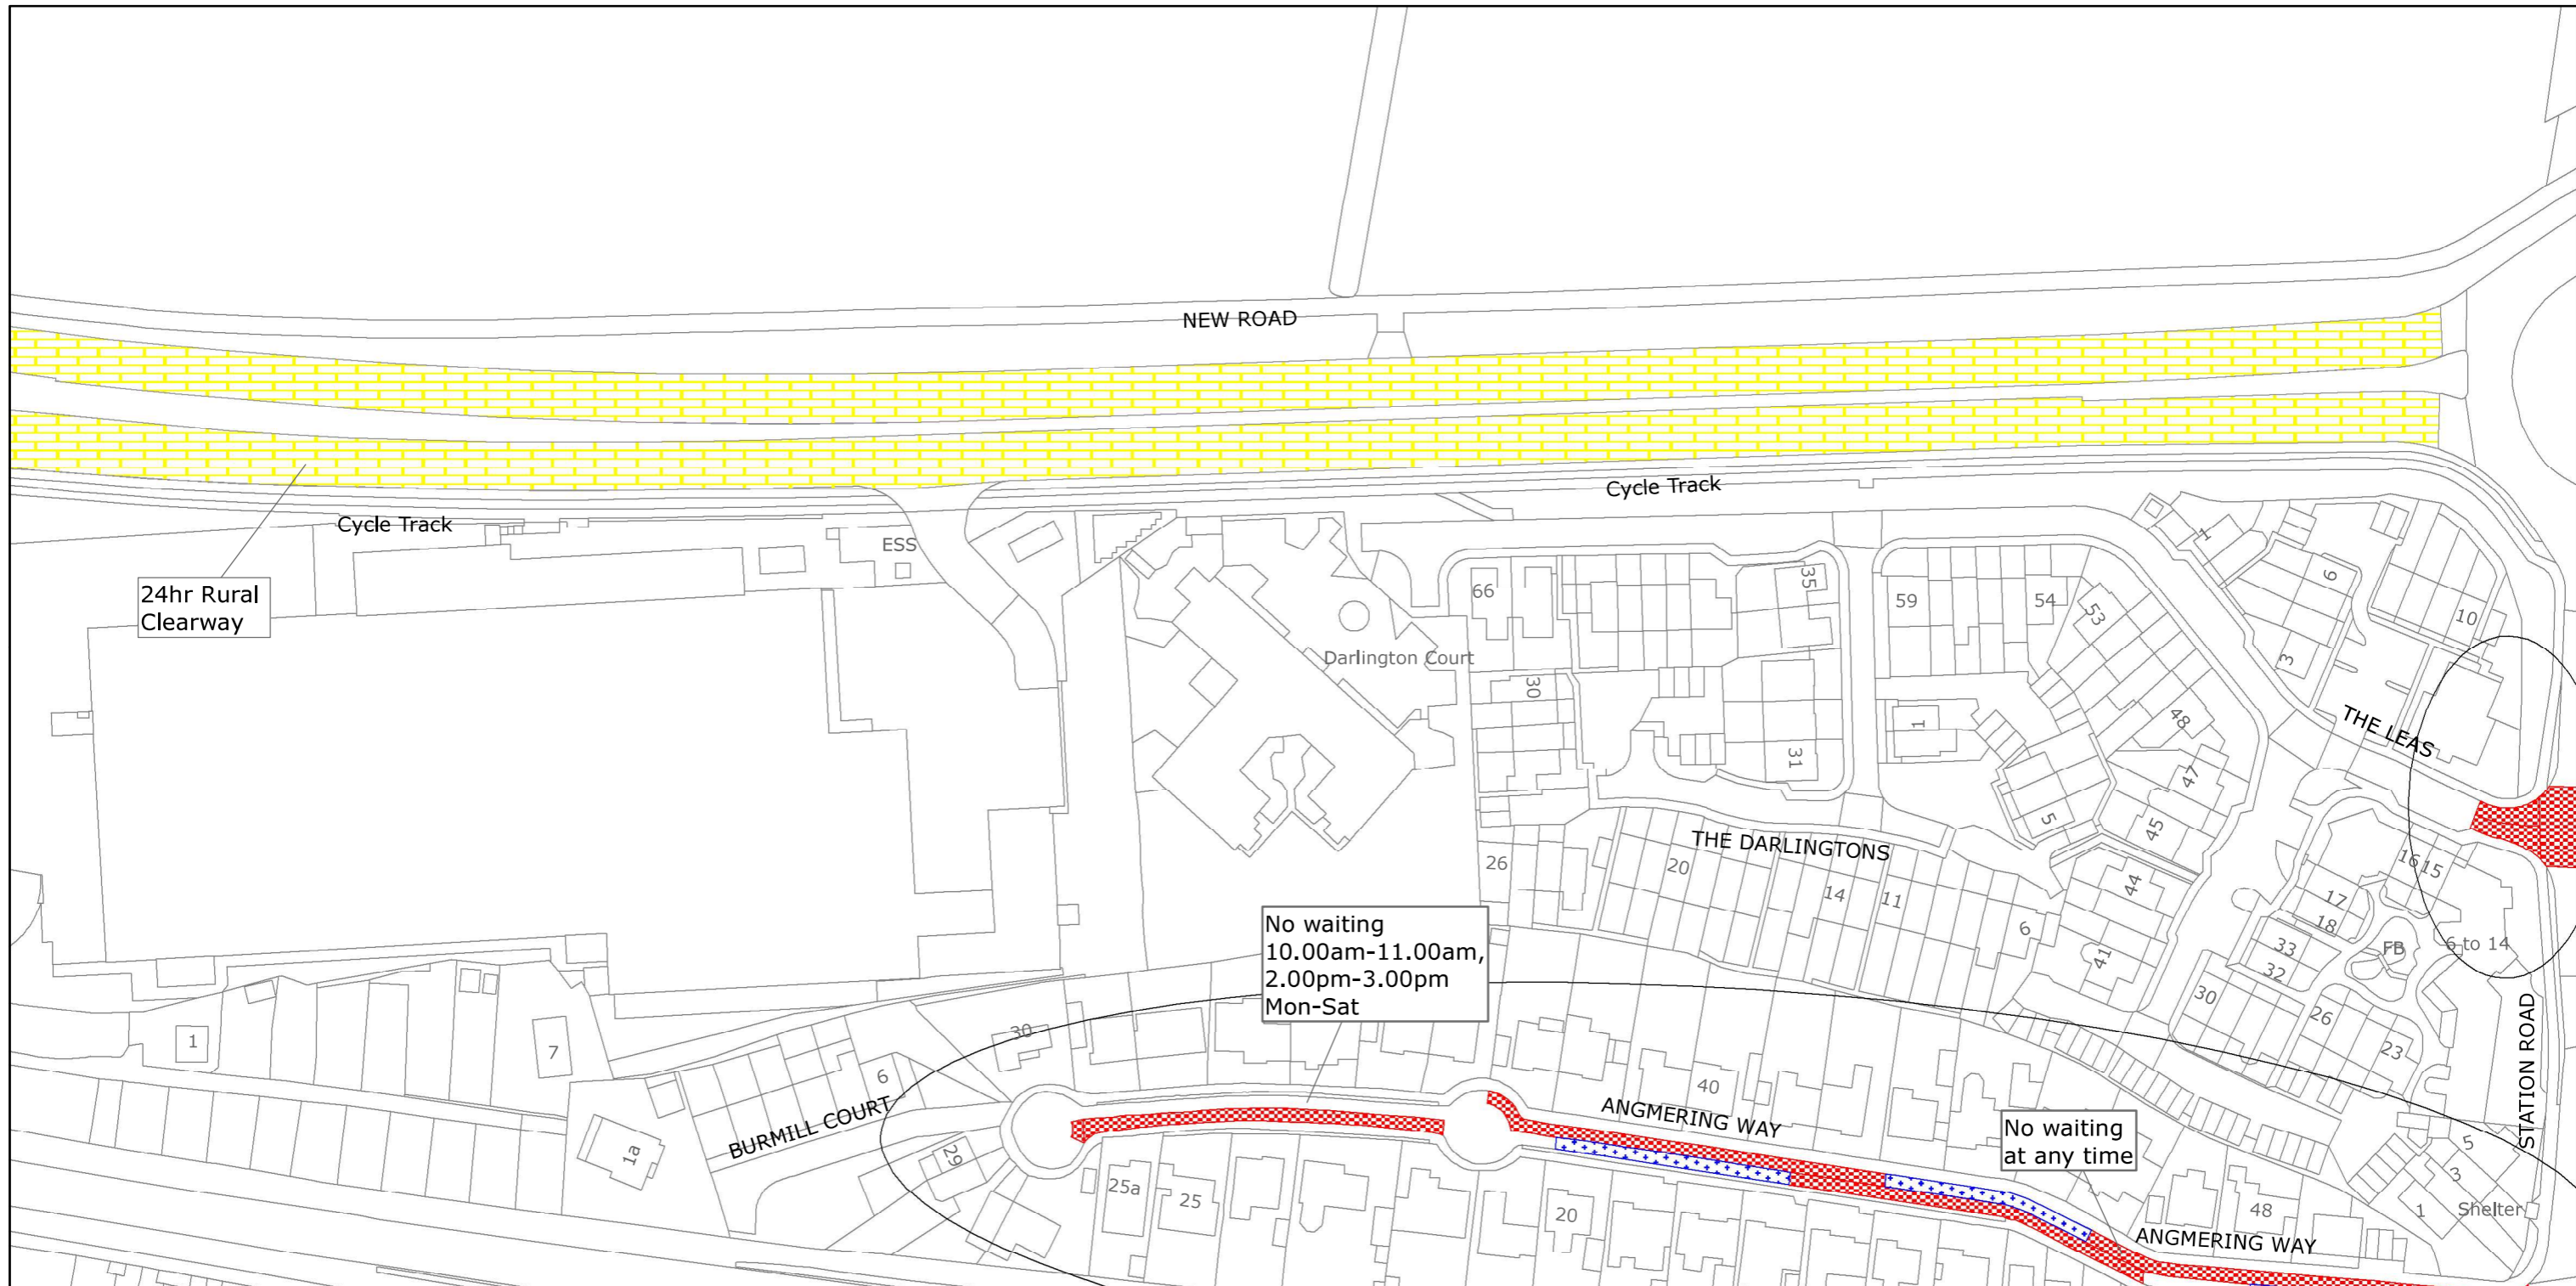 NEW ROAD
Cycle Track
Cycle Track
ESS
24hr Rural
Clearway
1
6
10
3
66
35
59
54
53
Darlington Court
30
1
31
48
47
THE LEAS
5
45
THE DARLINGTONS
26
20
14
11
6
44
41
16
15
17
18
33
32
FB
6 to 14
30
26
23
No waiting
10.00am-11.00am,
2.00pm-3.00pm
Mon-Sat
STATION ROAD
1
7
30
6
1a
BURMILL COURT
29
25a
25
40
ANGMERING WAY
20
No waiting
at any time
48
5
3
1
Shelter
ANGMERING WAY